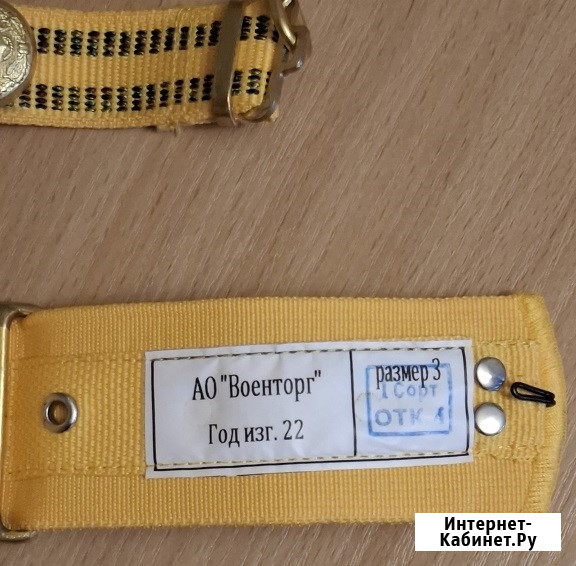 АО "Военторг"
Год изг. 22
размер 3
1 Сорт
ОТК 4
Интернет-
Кабинет.Ру